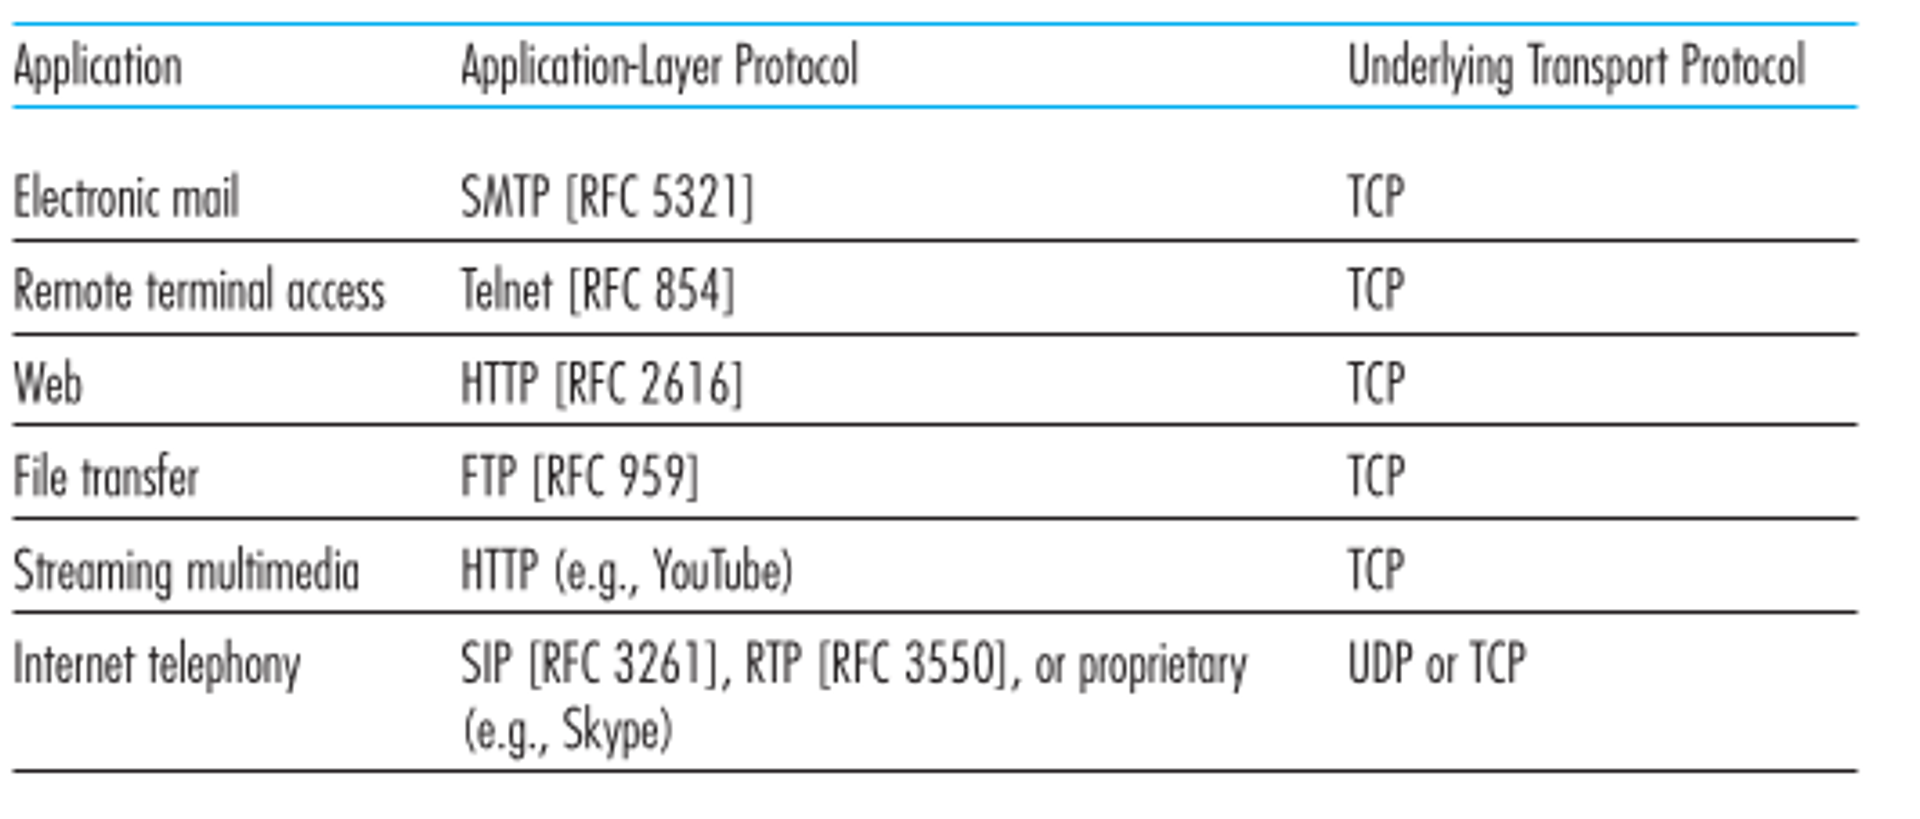 Application Application-Layer Protocol Underlying Transport Protocol
Electronic mail SMTP [RFC 5321] TCP
Remote terminal access Telnet [RFC 854] TCP
Web HTTP [RFC 2616] TCP
File transfer FTP [RFC 959] TCP
Streaming multimedia HTTP (e.g., YouTube) TCP
Internet telephony SIP [RFC 3261], RTP [RFC 3550], or proprietary UDP or TCP
(e.g., Skype)